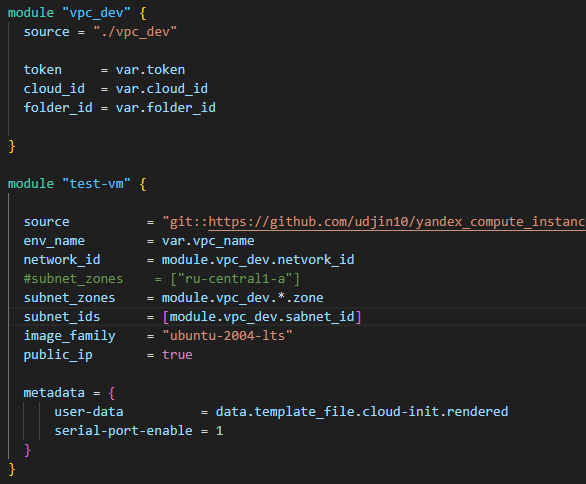 module "vpc_dev" {
  source = "./vpc_dev"
  token     = var.token
  cloud_id  = var.cloud_id
  folder_id = var.folder_id
}
module "test-vm" {
  source          = "git::https://github.com/udjin10/yandex_compute_instanc
  env_name        = var.vpc_name
  network_id      = module.vpc_dev.netvork_id
  #subnet_zones    = ["ru-central1-a"]
  subnet_zones    = module.vpc_dev.*.zone
  subnet_ids      = [module.vpc_dev.sabnet_id]
  image_family    = "ubuntu-2004-lts"
  public_ip       = true
  metadata = {
      user-data          = data.template_file.cloud-init.rendered
      serial-port-enable = 1
  }
}